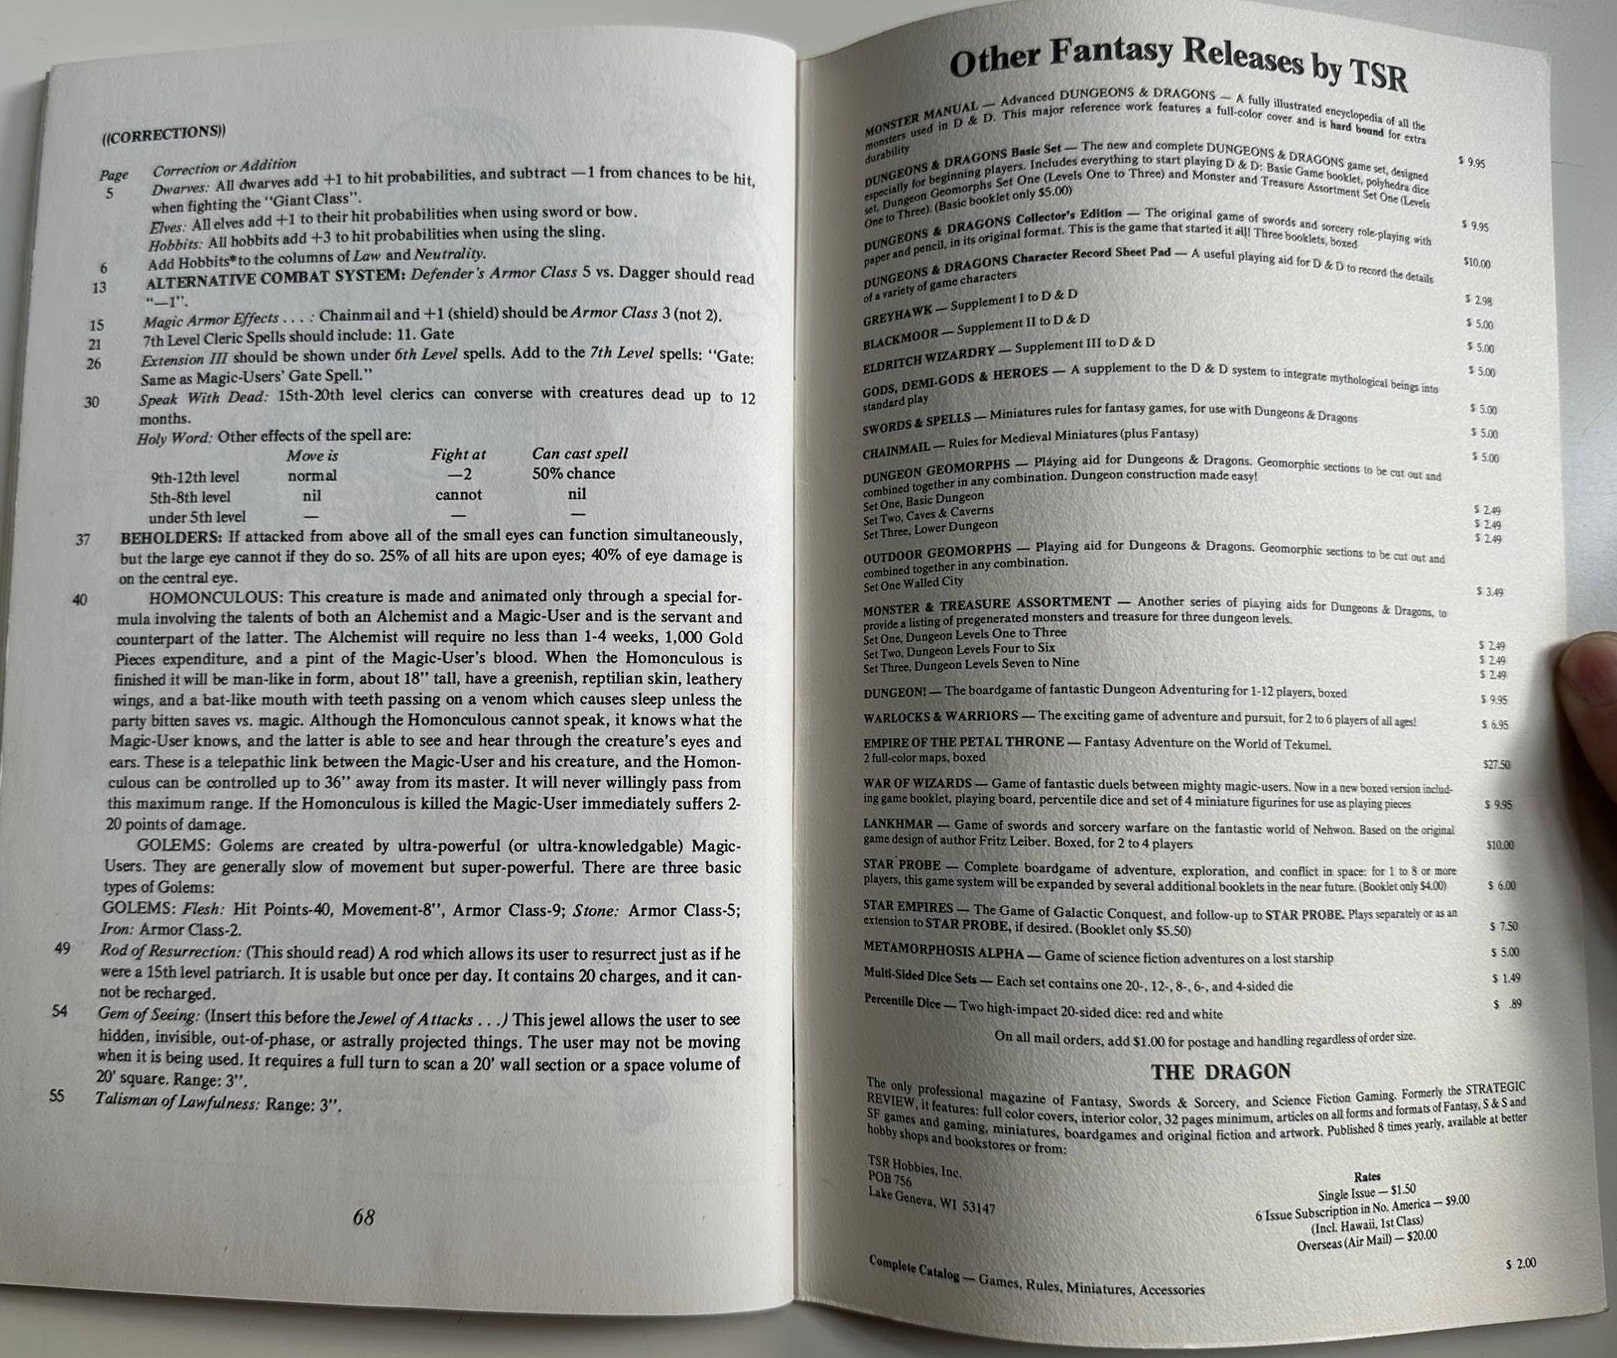 ((CORRECTIONS))
Page Correction or Addition
5 Dwarves: All dwarves add +1 to hit probabilities, and subtract —1 from chances to be hit,
when fighting the "Giant Class".
Elves: All elves add +1 to their hit probabilities when using sword or bow.
Hobbits: All hobbits add +3 to hit probabilities when using the sling.
6 Add Hobbits* to the columns of Law and Neutrality.
13 ALTERNATIVE COMBAT SYSTEM: Defender's Armor Class 5 vs. Dagger should read
"—1".
15 Magic Armor Effects . . . : Chainmail and +1 (shield) should be Armor Class 3 (not 2).
21 7th Level Cleric Spells should include: 11. Gate
26 Extension III should be shown under 6th Level spells. Add to the 7th Level spells: "Gate:
Same as Magic-Users' Gate Spell."
30 Speak With Dead: 15th-20th level clerics can converse with creatures dead up to 12
months.
Holy Word: Other effects of the spell are:
Move is Fight at Can cast spell
9th-12th level normal —2 50% chance
5th-8th level nil cannot nil
under 5th level — — —
37 BEHOLDERS: If attacked from above all of the small eyes can function simultaneously,
but the large eye cannot if they do so. 25% of all hits are upon eyes; 40% of eye damage is
on the central eye.
40 HOMONCULOUS: This creature is made and animated only through a special for-
mula involving the talents of both an Alchemist and a Magic-User and is the servant and
counterpart of the latter. The Alchemist will require no less than 1-4 weeks, 1,000 Gold
Pieces expenditure, and a pint of the Magic-User's blood. When the Homonculous is
finished it will be man-like in form, about 18" tall, have a greenish, reptilian skin, leathery
wings, and a bat-like mouth with teeth passing on a venom which causes sleep unless the
party bitten saves vs. magic. Although the Homonculous cannot speak, it knows what the
Magic-User knows, and the latter is able to see and hear through the creature's eyes and
ears. These is a telepathic link between the Magic-User and his creature, and the Homon-
culous can be controlled up to 36" away from its master. It will never willingly pass from
this maximum range. If the Homonculous is killed the Magic-User immediately suffers 2-
20 points of damage.
GOLEMS: Golems are created by ultra-powerful (or ultra-knowledgable) Magic-
Users. They are generally slow of movement but super-powerful. There are three basic
types of Golems:
GOLEMS: Flesh: Hit Points-40, Movement-8", Armor Class-9; Stone: Armor Class-5;
Iron: Armor Class-2.
49 Rod of Resurrection: (This should read) A rod which allows its user to resurrect just as if he
were a 15th level patriarch. It is usable but once per day. It contains 20 charges, and it can-
not be recharged.
54 Gem of Seeing: (Insert this before the Jewel of Attacks . . .) This jewel allows the user to see
hidden, invisible, out-of-phase, or astrally projected things. The user may not be moving
when it is being used. It requires a full turn to scan a 20' wall section or a space volume of
20' square. Range: 3".
55 Talisman of Lawfulness: Range: 3".
68
Other Fantasy Releases by TSR
MONSTER MANUAL — Advanced DUNGEONS & DRAGONS — A fully illustrated encyclopedia of all the
monsters used in D & D. This major reference work features a full-color cover and is hard bound for extra
durability $ 9.95
DUNGEONS & DRAGONS Basic Set — The new and complete DUNGEONS & DRAGONS game set, designed
especially for beginning players. Includes everything to start playing D & D: Basic Game booklet, polyhedra dice
set, Dungeon Geomorphs Set One (Levels One to Three) and Monster and Treasure Assortment Set One (Levels
One to Three). (Basic booklet only $5.00) $ 9.95
DUNGEONS & DRAGONS Collector's Edition — The original game of swords and sorcery role-playing with
paper and pencil, in its original format. This is the game that started it all! Three booklets, boxed $10.00
DUNGEONS & DRAGONS Character Record Sheet Pad — A useful playing aid for D & D to record the details
of a variety of game characters $ 2.98
GREYHAWK — Supplement I to D & D $ 5.00
BLACKMOOR — Supplement II to D & D $ 5.00
ELDRITCH WIZARDRY — Supplement III to D & D $ 5.00
GODS, DEMI-GODS & HEROES — A supplement to the D & D system to integrate mythological beings into
standard play $ 5.00
SWORDS & SPELLS — Miniatures rules for fantasy games, for use with Dungeons & Dragons $ 5.00
CHAINMAIL — Rules for Medieval Miniatures (plus Fantasy) $ 5.00
DUNGEON GEOMORPHS — Playing aid for Dungeons & Dragons. Geomorphic sections to be cut out and
combined together in any combination. Dungeon construction made easy!
Set One, Basic Dungeon $ 2.49
Set Two, Caves & Caverns $ 2.49
Set Three, Lower Dungeon $ 2.49
OUTDOOR GEOMORPHS — Playing aid for Dungeons & Dragons. Geomorphic sections to be cut out and
combined together in any combination.
Set One Walled City $ 3.49
MONSTER & TREASURE ASSORTMENT — Another series of playing aids for Dungeons & Dragons, to
provide a listing of pregenerated monsters and treasure for three dungeon levels.
Set One, Dungeon Levels One to Three $ 2.49
Set Two, Dungeon Levels Four to Six $ 2.49
Set Three, Dungeon Levels Seven to Nine $ 2.49
DUNGEON! — The boardgame of fantastic Dungeon Adventuring for 1-12 players, boxed $ 9.95
WARLOCKS & WARRIORS — The exciting game of adventure and pursuit, for 2 to 6 players of all ages! $ 6.95
EMPIRE OF THE PETAL THRONE — Fantasy Adventure on the World of Tekumel.
2 full-color maps, boxed $27.50
WAR OF WIZARDS — Game of fantastic duels between mighty magic-users. Now in a new boxed version includ-
ing game booklet, playing board, percentile dice and set of 4 miniature figurines for use as playing pieces $ 9.95
LANKHMAR — Game of swords and sorcery warfare on the fantastic world of Nehwon. Based on the original
game design of author Fritz Leiber. Boxed, for 2 to 4 players $10.00
STAR PROBE — Complete boardgame of adventure, exploration, and conflict in space: for 1 to 8 or more
players, this game system will be expanded by several additional booklets in the near future. (Booklet only $4.00) $ 6.00
STAR EMPIRES — The Game of Galactic Conquest, and follow-up to STAR PROBE. Plays separately or as an
extension to STAR PROBE, if desired. (Booklet only $5.50) $ 7.50
METAMORPHOSIS ALPHA — Game of science fiction adventures on a lost starship $ 5.00
Multi-Sided Dice Sets — Each set contains one 20-, 12-, 8-, 6-, and 4-sided die $ 1.49
Percentile Dice — Two high-impact 20-sided dice: red and white $ .89
On all mail orders, add $1.00 for postage and handling regardless of order size.
THE DRAGON
The only professional magazine of Fantasy, Swords & Sorcery, and Science Fiction Gaming. Formerly the STRATEGIC
REVIEW, it features: full color covers, interior color, 32 pages minimum, articles on all forms and formats of Fantasy, S & S and
SF games and gaming, miniatures, boardgames and original fiction and artwork. Published 8 times yearly, available at better
hobby shops and bookstores or from:
TSR Hobbies, Inc.
POB 756
Lake Geneva, WI 53147
Rates
Single Issue — $1.50
6 Issue Subscription in No. America — $9.00
(Incl. Hawaii, 1st Class)
Overseas (Air Mail) — $20.00
Complete Catalog — Games, Rules, Miniatures, Accessories $ 2.00